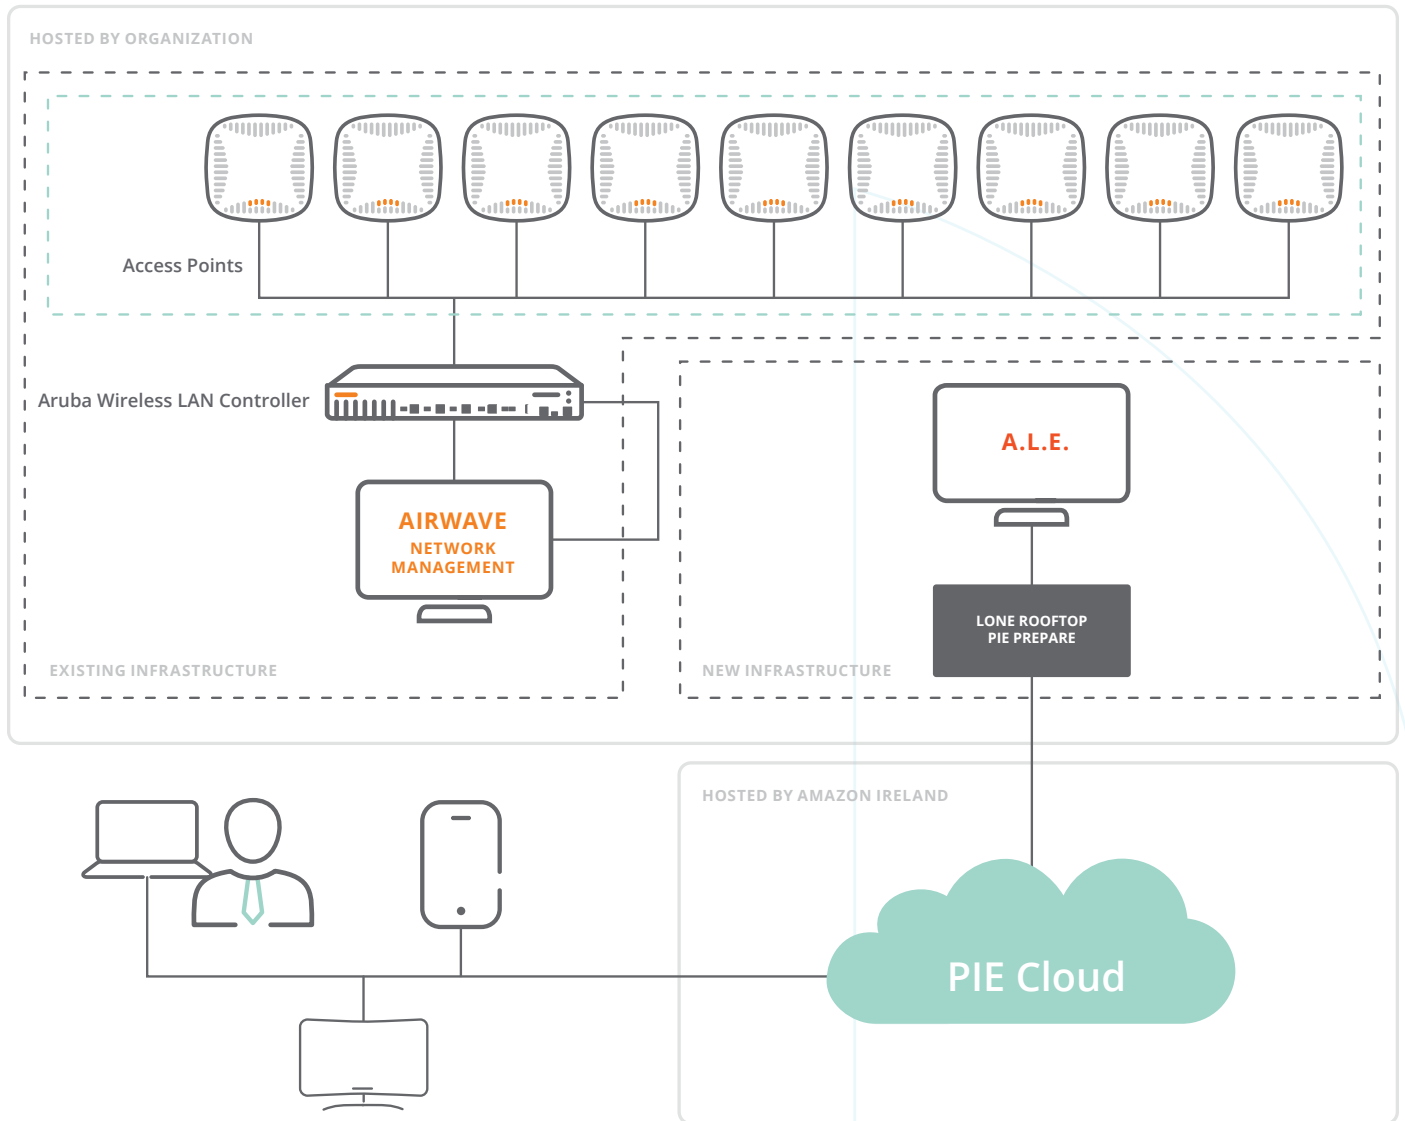 HOSTED BY ORGANIZATION
Access Points
Aruba Wireless LAN Controller
AIRWAVE
NETWORK
MANAGEMENT
EXISTING INFRASTRUCTURE
A.L.E.
LONE ROOFTOP
PIE PREPARE
NEW INFRASTRUCTURE
HOSTED BY AMAZON IRELAND
PIE Cloud